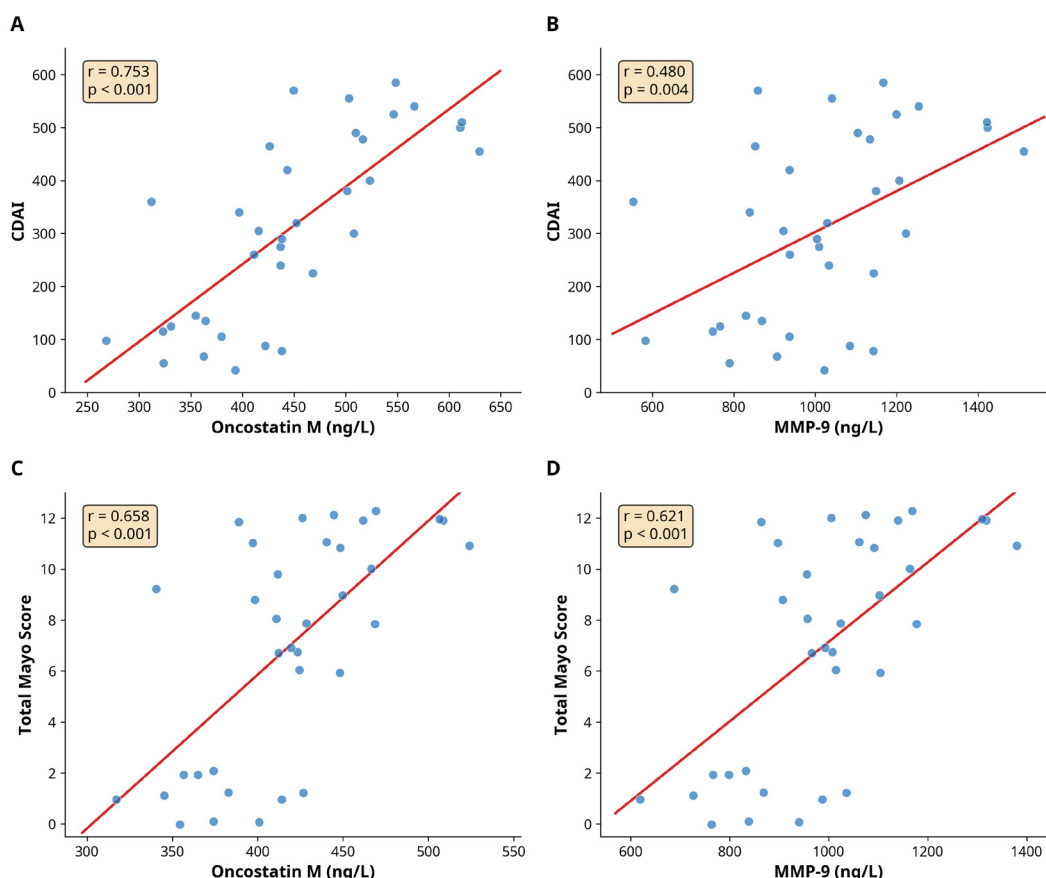 A
r = 0.753
p < 0.001
CDAI
600
500
400
300
200
100
0
250 300 350 400 450 500 550 600 650
Oncostatin M (ng/L)
B
r = 0.480
p = 0.004
CDAI
600
500
400
300
200
100
0
600 800 1000 1200 1400
MMP-9 (ng/L)
C
r = 0.658
p < 0.001
Total Mayo Score
12
10
8
6
4
2
0
300 350 400 450 500 550
Oncostatin M (ng/L)
D
r = 0.621
p < 0.001
Total Mayo Score
12
10
8
6
4
2
0
600 800 1000 1200 1400
MMP-9 (ng/L)